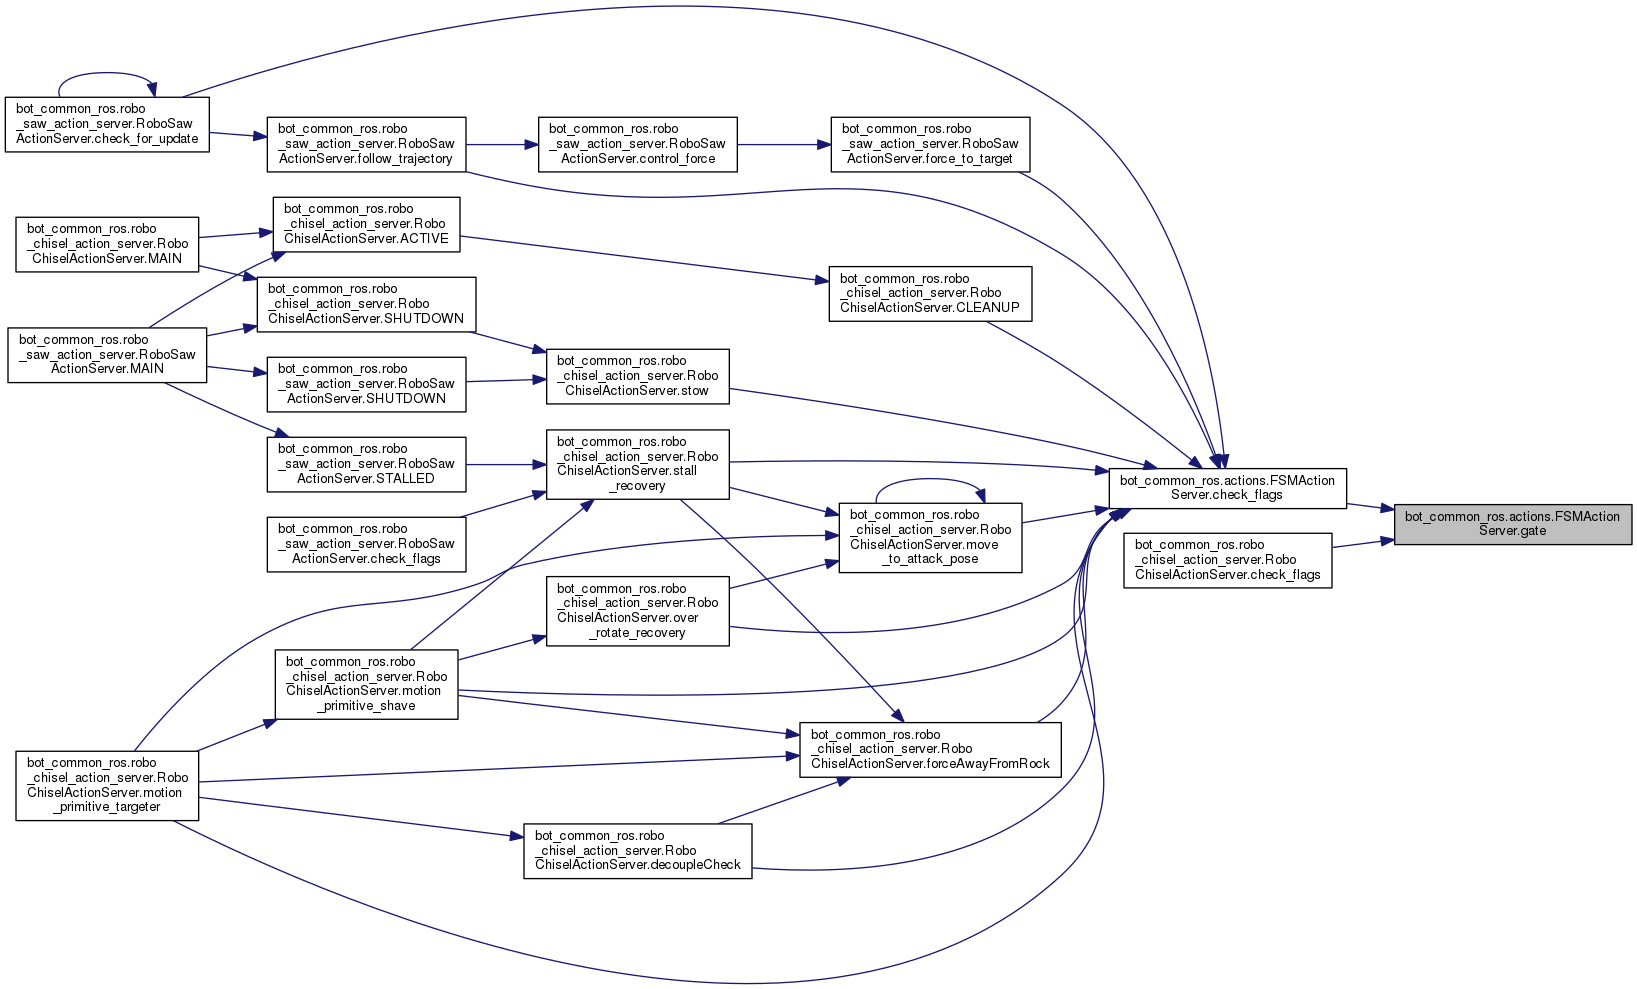 bot_common_ros.robo
_saw_action_server.RoboSaw
ActionServer.check_for_update
bot_common_ros.robo
_saw_action_server.RoboSaw
ActionServer.follow_trajectory
bot_common_ros.robo
_saw_action_server.RoboSaw
ActionServer.control_force
bot_common_ros.robo
_saw_action_server.RoboSaw
ActionServer.force_to_target
bot_common_ros.robo
_chisel_action_server.Robo
ChiselActionServer.MAIN
bot_common_ros.robo
_chisel_action_server.Robo
ChiselActionServer.ACTIVE
bot_common_ros.robo
_chisel_action_server.Robo
ChiselActionServer.SHUTDOWN
bot_common_ros.robo
_chisel_action_server.Robo
ChiselActionServer.CLEANUP
bot_common_ros.robo
_saw_action_server.RoboSaw
ActionServer.MAIN
bot_common_ros.robo
_saw_action_server.RoboSaw
ActionServer.SHUTDOWN
bot_common_ros.robo
_chisel_action_server.Robo
ChiselActionServer.stow
bot_common_ros.robo
_saw_action_server.RoboSaw
ActionServer.STALLED
bot_common_ros.robo
_chisel_action_server.Robo
ChiselActionServer.stall
_recovery
bot_common_ros.actions.FSMAction
Server.check_flags
bot_common_ros.actions.FSMAction
Server.gate
bot_common_ros.robo
_saw_action_server.RoboSaw
ActionServer.check_flags
bot_common_ros.robo
_chisel_action_server.Robo
ChiselActionServer.move
_to_attack_pose
bot_common_ros.robo
_chisel_action_server.Robo
ChiselActionServer.check_flags
bot_common_ros.robo
_chisel_action_server.Robo
ChiselActionServer.over
_rotate_recovery
bot_common_ros.robo
_chisel_action_server.Robo
ChiselActionServer.motion
_primitive_shave
bot_common_ros.robo
_chisel_action_server.Robo
ChiselActionServer.forceAwayFromRock
bot_common_ros.robo
_chisel_action_server.Robo
ChiselActionServer.motion
_primitive_targeter
bot_common_ros.robo
_chisel_action_server.Robo
ChiselActionServer.decoupleCheck